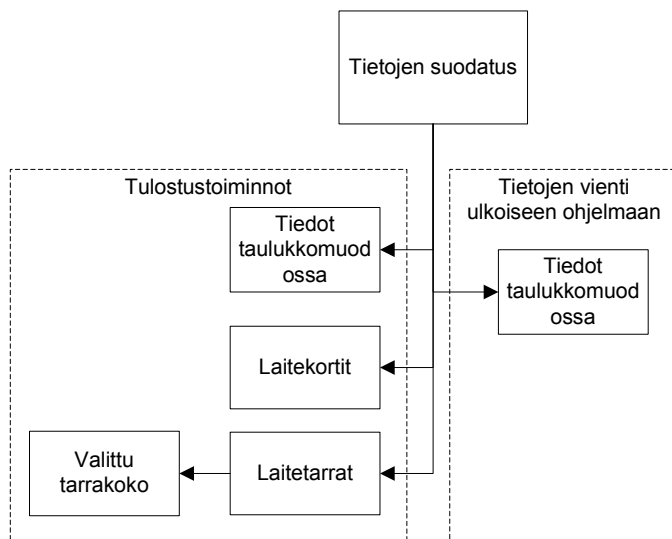 Tietojen suodatus
Tulostustoiminnot
Tiedot
taulukkomuod
ossa
Laitekortit
Valittu
tarrakoko
Laitetarrat
Tietojen vienti
ulkoiseen ohjelmaan
Tiedot
taulukkomuod
ossa